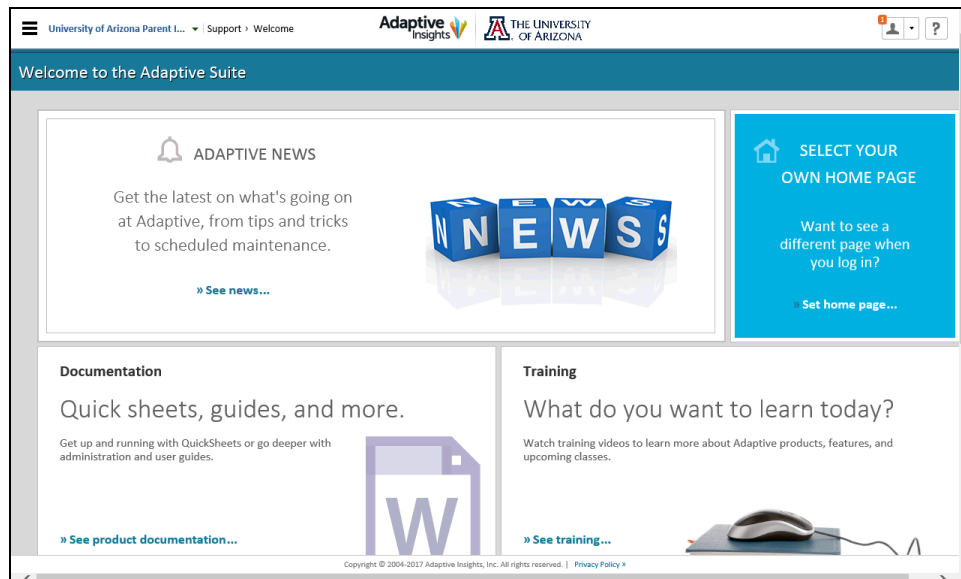 University of Arizona Parent I... Support › Welcome
Adaptive Insights
THE UNIVERSITY OF ARIZONA
1
?
Welcome to the Adaptive Suite
ADAPTIVE NEWS
Get the latest on what's going on
at Adaptive, from tips and tricks
to scheduled maintenance.
» See news...
N NEWS S
NEWS
SELECT YOUR
OWN HOME PAGE
Want to see a
different page when
you log in?
» Set home page...
Documentation
Quick sheets, guides, and more.
Get up and running with QuickSheets or go deeper with
administration and user guides.
W
» See product documentation...
Training
What do you want to learn today?
Watch training videos to learn more about Adaptive products, features, and
upcoming classes.
» See training...
Copyright © 2004-2017 Adaptive Insights, Inc. All rights reserved. | Privacy Policy »